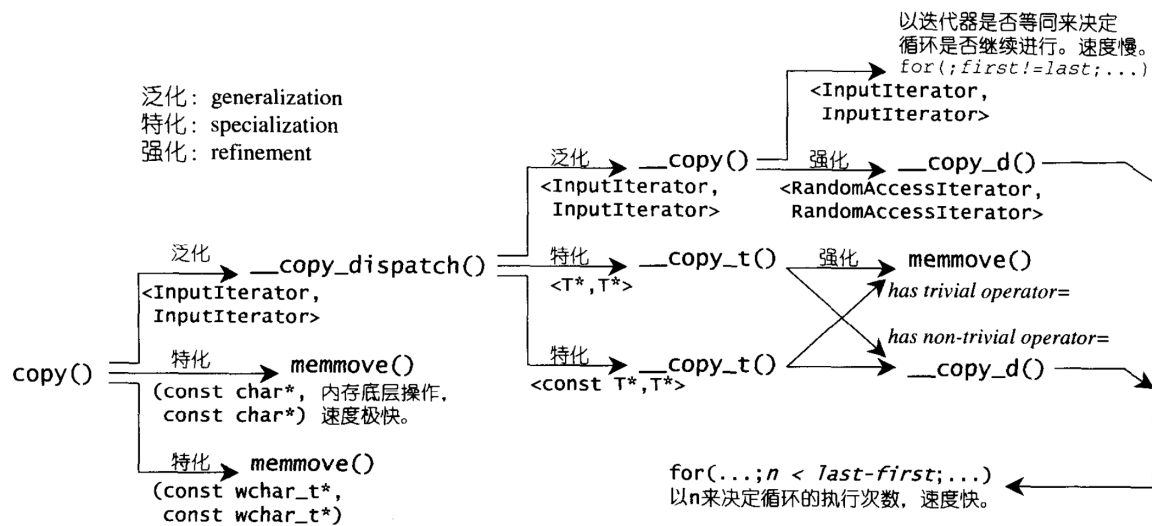 以迭代器是否等同来决定
循环是否继续进行。速度慢。
for(;first!=last;...)
<InputIterator,
InputIterator>
泛化: generalization
特化: specialization
强化: refinement
泛化
__copy()
<InputIterator,
InputIterator>
强化
__copy_d()
<RandomAccessIterator,
RandomAccessIterator>
泛化
__copy_dispatch()
<InputIterator,
InputIterator>
特化
__copy_t()
<T*,T*>
强化
memmove()
has trivial operator=
has non-trivial operator=
特化
__copy_t()
<const T*,T*>
__copy_d()
copy()
特化
memmove()
(const char*, 内存底层操作,
const char*) 速度极快。
特化
memmove()
(const wchar_t*,
const wchar_t*)
for(...;n < last-first;...)
以n来决定循环的执行次数, 速度快。